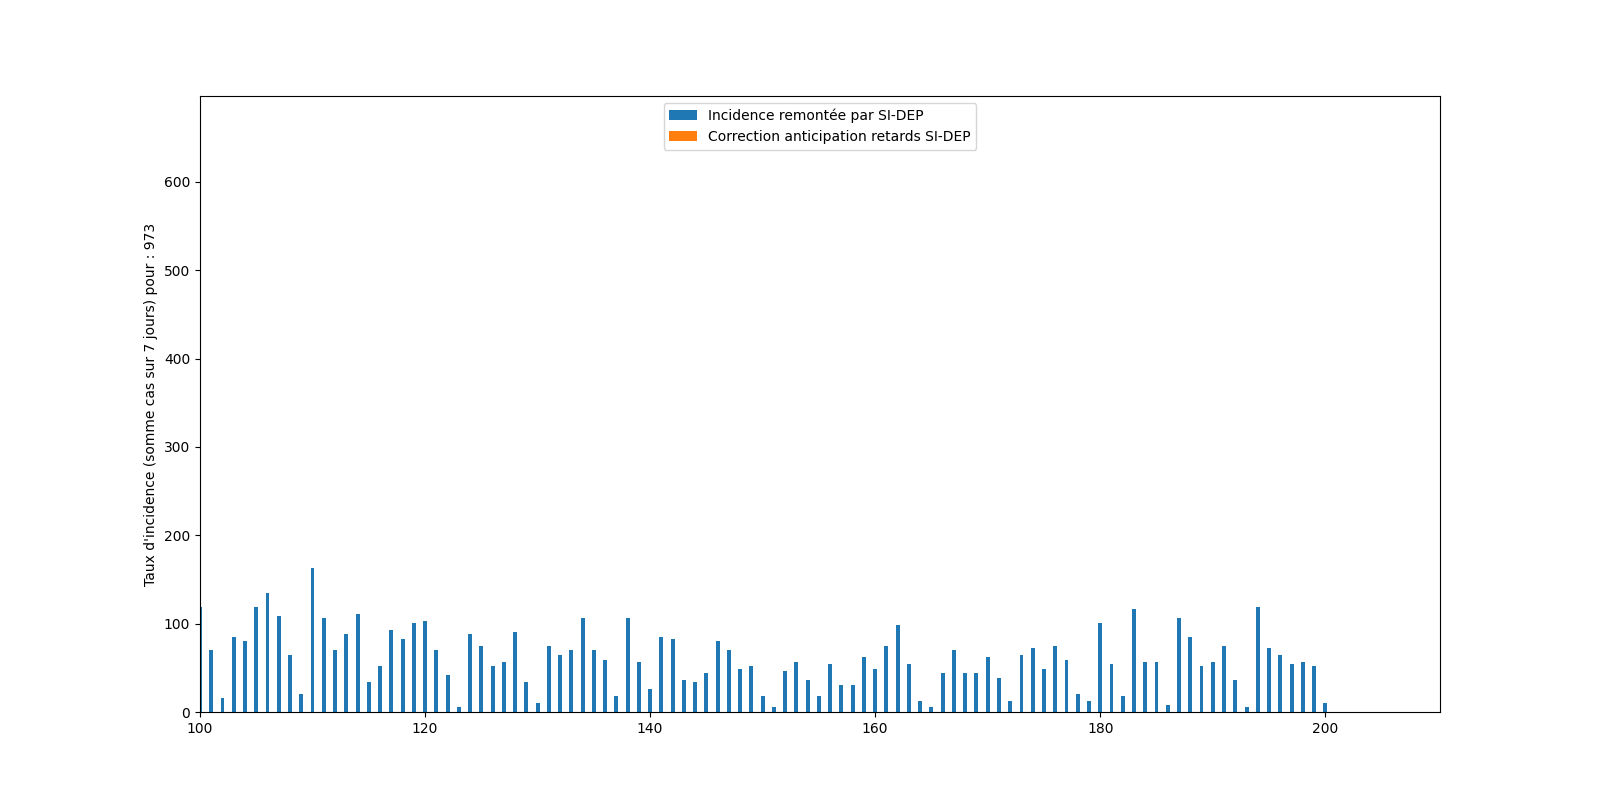 Incidence remontée par SI-DEP
Correction anticipation retards SI-DEP
Taux d'incidence (somme cas sur 7 jours) pour : 973
600
500
400
300
200
100
0
100 120 140 160 180 200